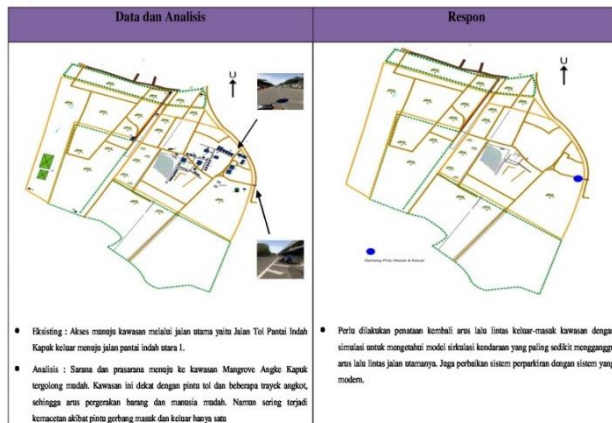 Data dan Analisis
Respon
U
U
Gerbang Pintu Masuk & Keluar
● Eksisting : Akses munuju kawasan melalui jalan utama yaitu Jalan Tol Pantai Indah
Kapuk keluar menuju jalan pantai indah utara 1.
● Analisis : Sarana dan prasarana menuju ke kawasan Mangrove Angke Kapuk
tergolong mudah. Kawasan ini dekat dengan pintu tol dan beberapa trayek angkot,
sehingga arus pergerakan barang dan manusia mudah. Namun sering terjadi
kemacetan akibat pintu gerbang masuk dan keluar hanya satu
● Perlu dilakukan penataan kembali arus lalu lintas keluar-masuk kawasan dengan
simulasi untuk mengetahui model sirkulasi kendaraan yang paling sedikit mengganggu
arus lalu lintas jalan utamanya. Juga perbaikan sistem perparkiran dengan sistem yang
modern.